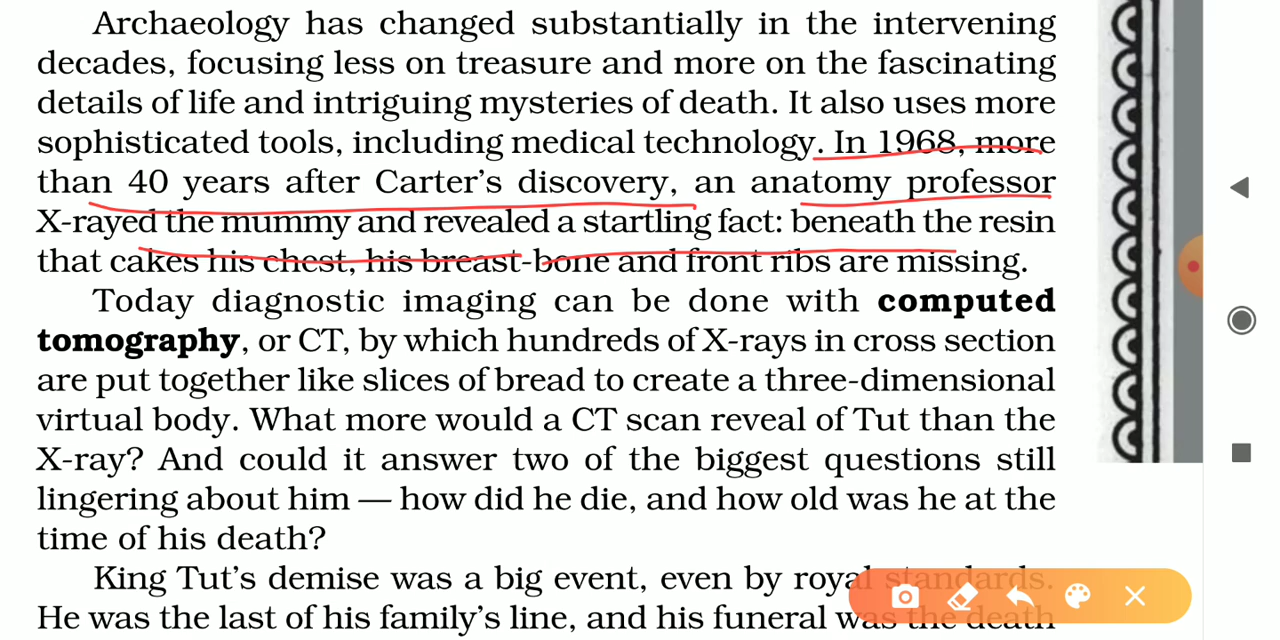 Archaeology has changed substantially in the intervening
decades, focusing less on treasure and more on the fascinating
details of life and intriguing mysteries of death. It also uses more
sophisticated tools, including medical technology. In 1968, more
than 40 years after Carter's discovery, an anatomy professor
X-rayed the mummy and revealed a startling fact: beneath the resin
that cakes his chest, his breast-bone and front ribs are missing.
Today diagnostic imaging can be done with computed
tomography, or CT, by which hundreds of X-rays in cross section
are put together like slices of bread to create a three-dimensional
virtual body. What more would a CT scan reveal of Tut than the
X-ray? And could it answer two of the biggest questions still
lingering about him — how did he die, and how old was he at the
time of his death?
King Tut's demise was a big event, even by royal standards.
He was the last of his family's line, and his funeral was the death